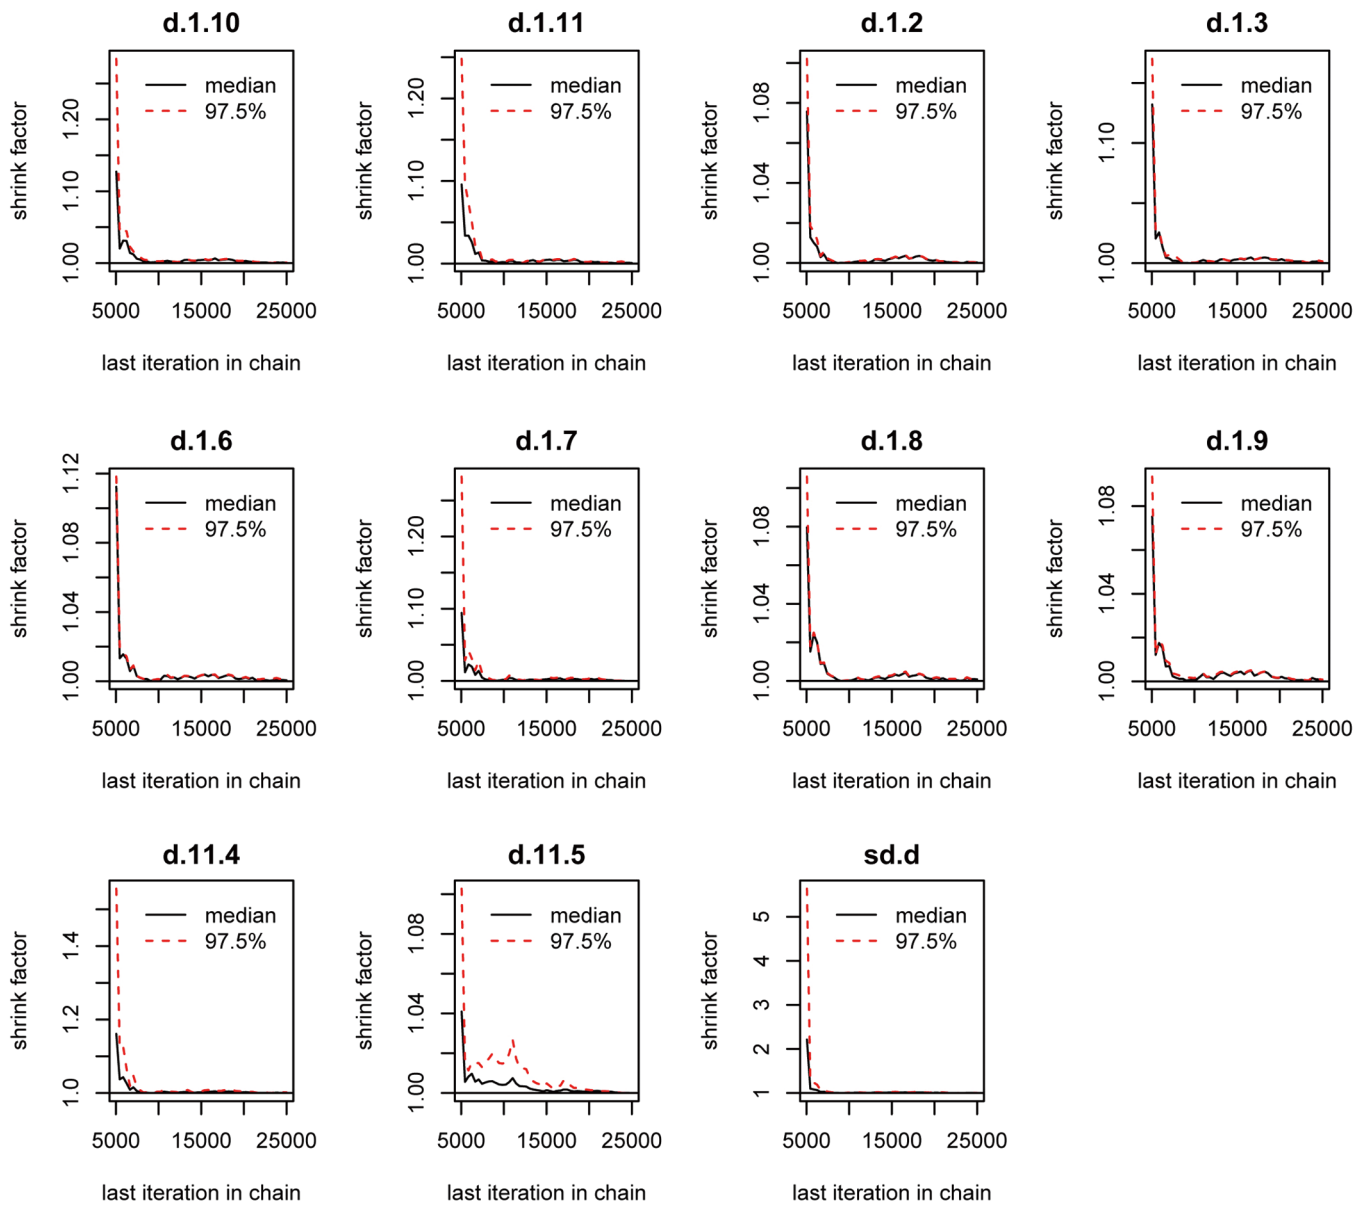 d.1.10
shrink factor
1.00 1.10 1.20
median
97.5%
5000 15000 25000
last iteration in chain
d.1.11
shrink factor
1.00 1.10 1.20
median
97.5%
5000 15000 25000
last iteration in chain
d.1.2
shrink factor
1.00 1.04 1.08
median
97.5%
5000 15000 25000
last iteration in chain
d.1.3
shrink factor
1.00 1.10
median
97.5%
5000 15000 25000
last iteration in chain
d.1.6
shrink factor
1.00 1.04 1.08 1.12
median
97.5%
5000 15000 25000
last iteration in chain
d.1.7
shrink factor
1.00 1.10 1.20
median
97.5%
5000 15000 25000
last iteration in chain
d.1.8
shrink factor
1.00 1.04 1.08
median
97.5%
5000 15000 25000
last iteration in chain
d.1.9
shrink factor
1.00 1.04 1.08
median
97.5%
5000 15000 25000
last iteration in chain
d.11.4
shrink factor
1.0 1.2 1.4
median
97.5%
5000 15000 25000
last iteration in chain
d.11.5
shrink factor
1.00 1.04 1.08
median
97.5%
5000 15000 25000
last iteration in chain
sd.d
shrink factor
1 2 3 4 5
median
97.5%
5000 15000 25000
last iteration in chain